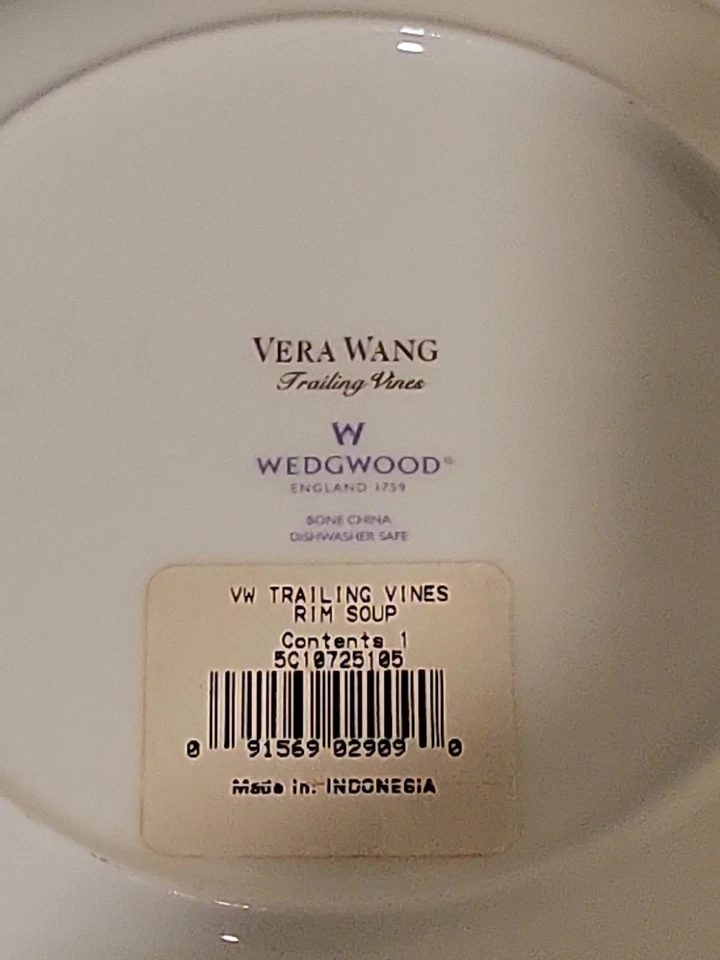 VERA WANG
Trailing Vines
W
WEDGWOOD®
ENGLAND 1759
BONE CHINA
DISHWASHER SAFE
VW TRAILING VINES
RIM SOUP
Contents 1
5C10725105
0 91569 02909 0
Made in: INDONESIA